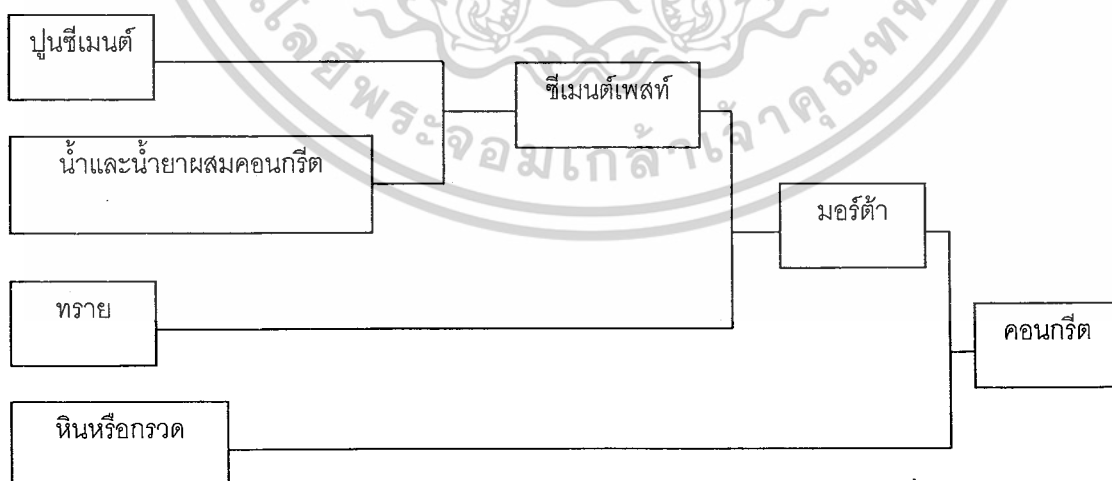 ปูนซีเมนต์
ซีเมนต์เพสท์
น้ำและน้ำยาผสมคอนกรีต
มอร์ต้า
ทราย
คอนกรีต
หินหรือกรวด